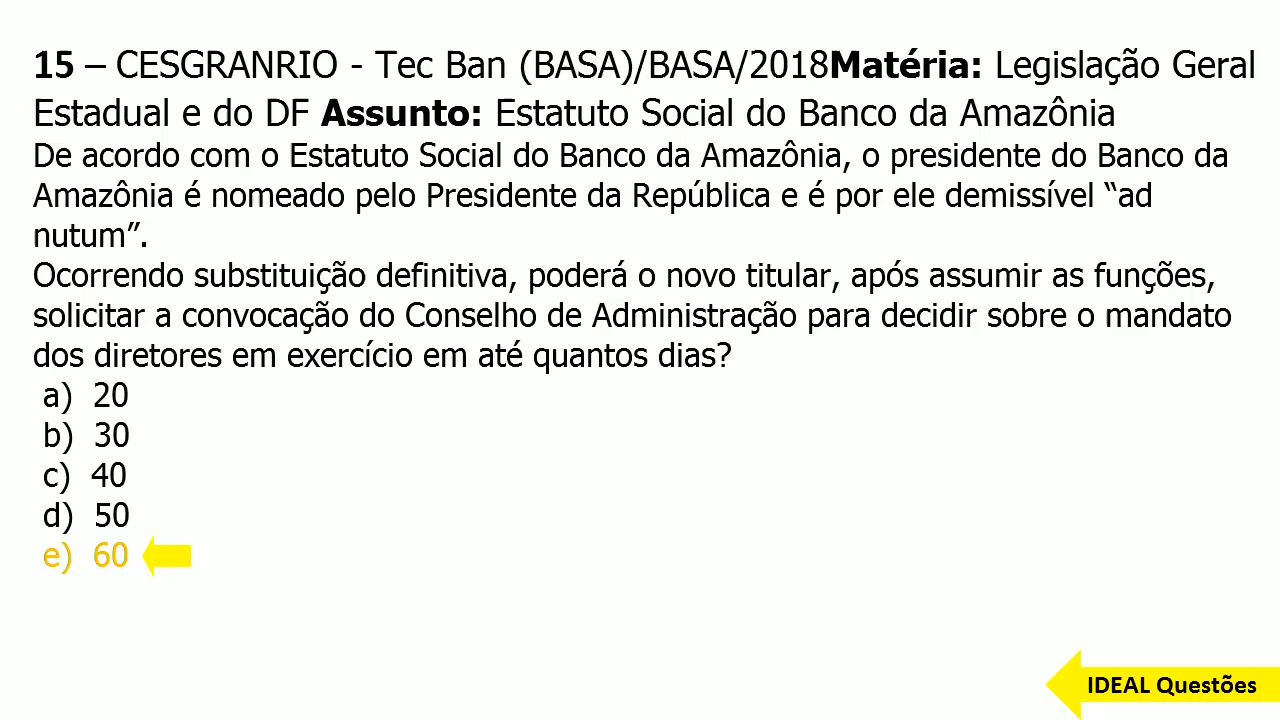 15 – CESGRANRIO - Tec Ban (BASA)/BASA/2018Matéria: Legislação Geral
Estadual e do DF Assunto: Estatuto Social do Banco da Amazônia
De acordo com o Estatuto Social do Banco da Amazônia, o presidente do Banco da
Amazônia é nomeado pelo Presidente da República e é por ele demissível “ad
nutum”.
Ocorrendo substituição definitiva, poderá o novo titular, após assumir as funções,
solicitar a convocação do Conselho de Administração para decidir sobre o mandato
dos diretores em exercício em até quantos dias?
a) 20
b) 30
c) 40
d) 50
e) 60
IDEAL Questões